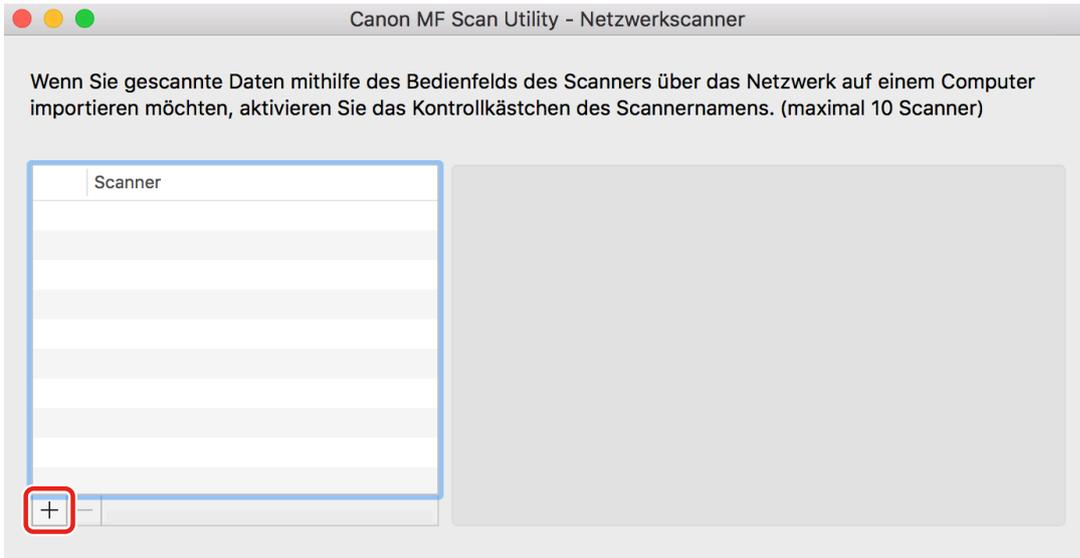 Canon MF Scan Utility - Netzwerkscanner
Wenn Sie gescannte Daten mithilfe des Bedienfelds des Scanners über das Netzwerk auf einem Computer
importieren möchten, aktivieren Sie das Kontrollkästchen des Scannernamens. (maximal 10 Scanner)
Scanner
+ −